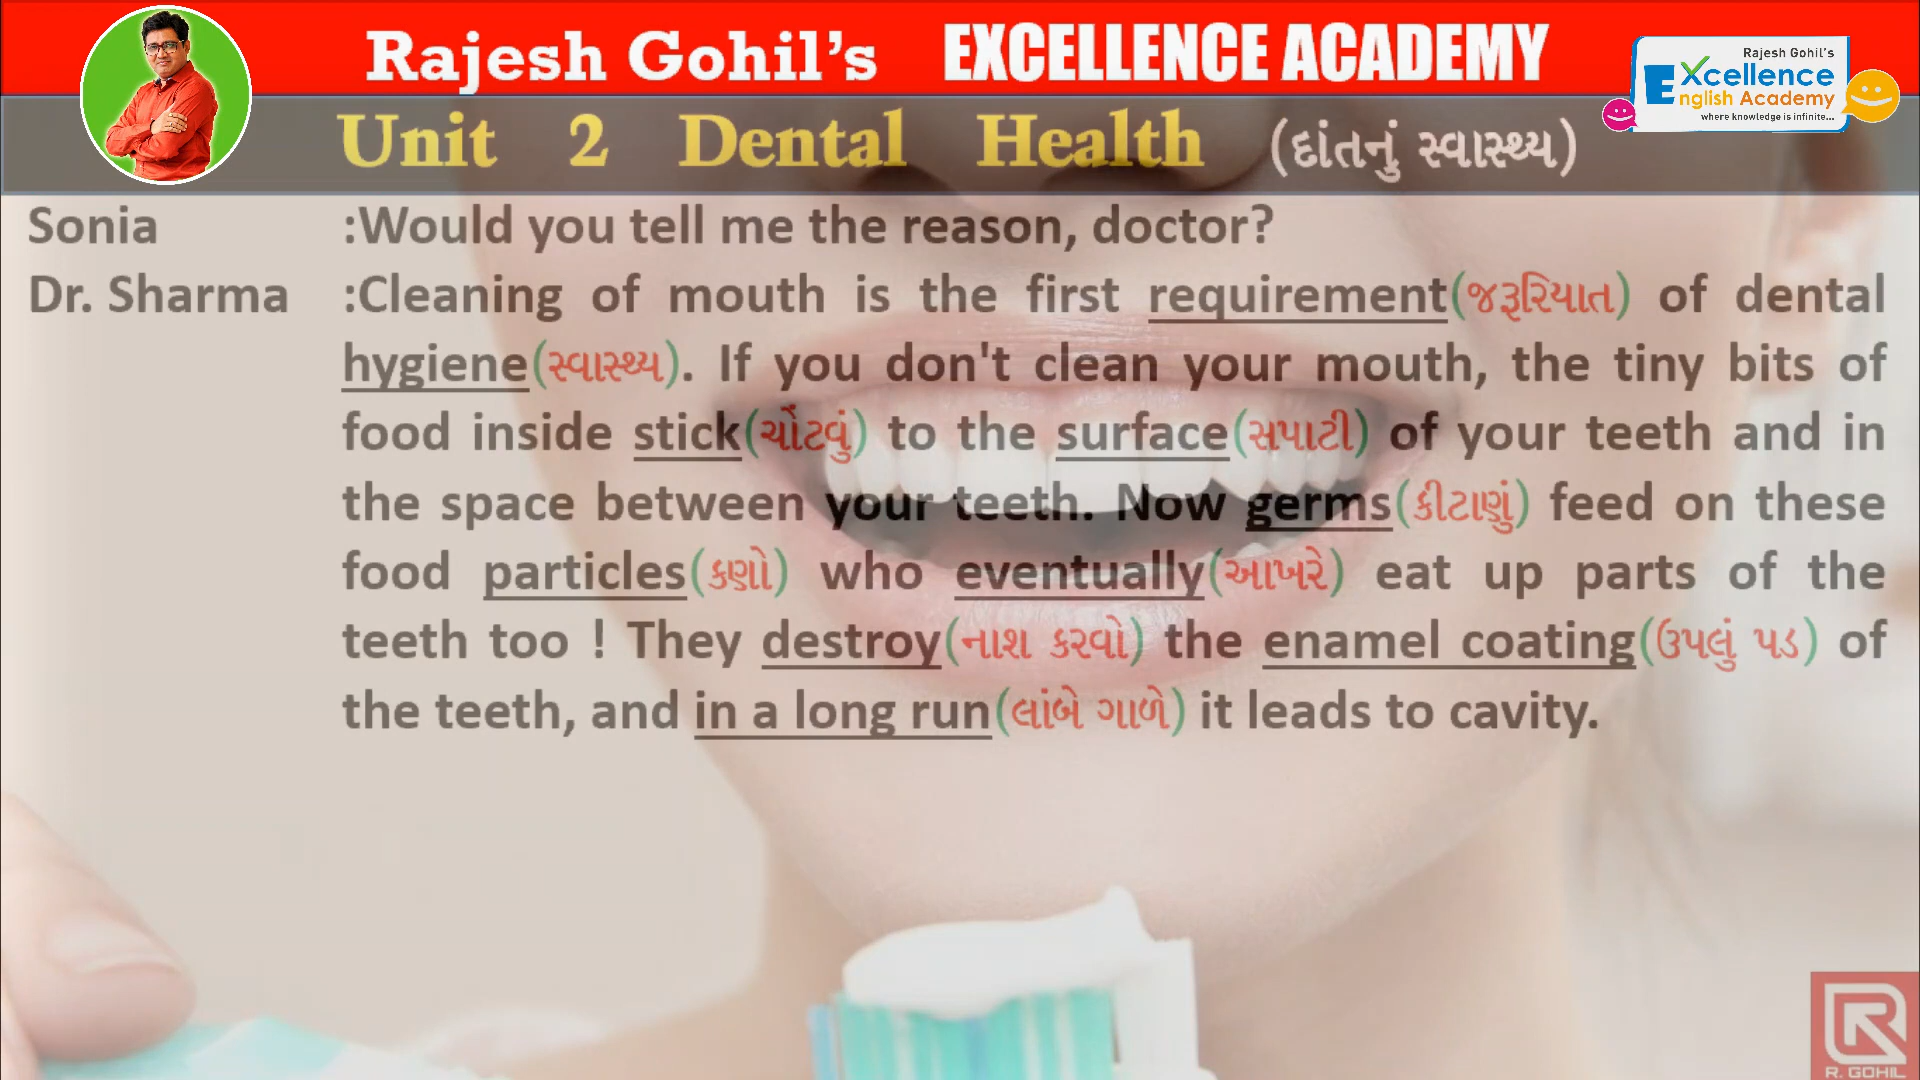 Rajesh Gohil's EXCELLENCE ACADEMY
Rajesh Gohil's
Excellence
English Academy
where knowledge is infinite...
Unit 2 Dental Health (દાંતનું સ્વાસ્થ્ય)
Sonia :Would you tell me the reason, doctor?
Dr. Sharma :Cleaning of mouth is the first requirement(જરૂરિયાત) of dental
hygiene(સ્વાસ્થ્ય). If you don't clean your mouth, the tiny bits of
food inside stick(ચોંટવું) to the surface(સપાટી) of your teeth and in
the space between your teeth. Now germs(કીટાણું) feed on these
food particles(કણો) who eventually(આખરે) eat up parts of the
teeth too ! They destroy(નાશ કરવો) the enamel coating(ઉપલું પડ) of
the teeth, and in a long run(લાંબે ગાળે) it leads to cavity.
R. GOHIL